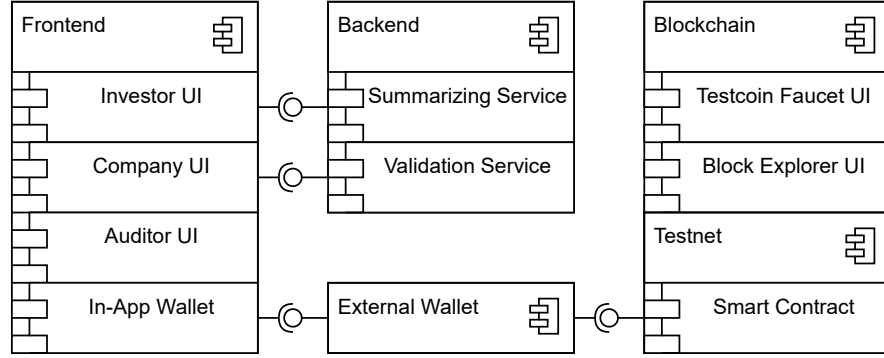 Frontend
Investor UI
Company UI
Auditor UI
In-App Wallet
Backend
Summarizing Service
Validation Service
External Wallet
Blockchain
Testcoin Faucet UI
Block Explorer UI
Testnet
Smart Contract